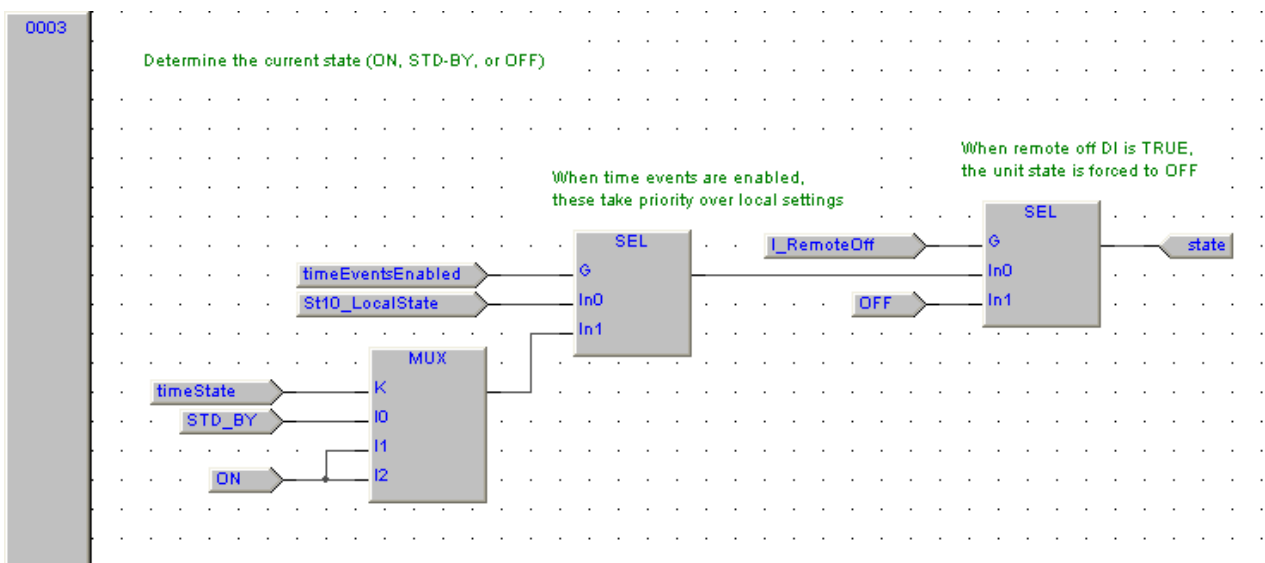 0003
Determine the current state (ON, STD-BY, or OFF)
When remote off DI is TRUE,
the unit state is forced to OFF
When time events are enabled,
these take priority over local settings
SEL
G
In0
In1
I_RemoteOff
OFF
state
SEL
G
In0
In1
timeEventsEnabled
St10_LocalState
MUX
K
I0
I1
I2
timeState
STD_BY
ON